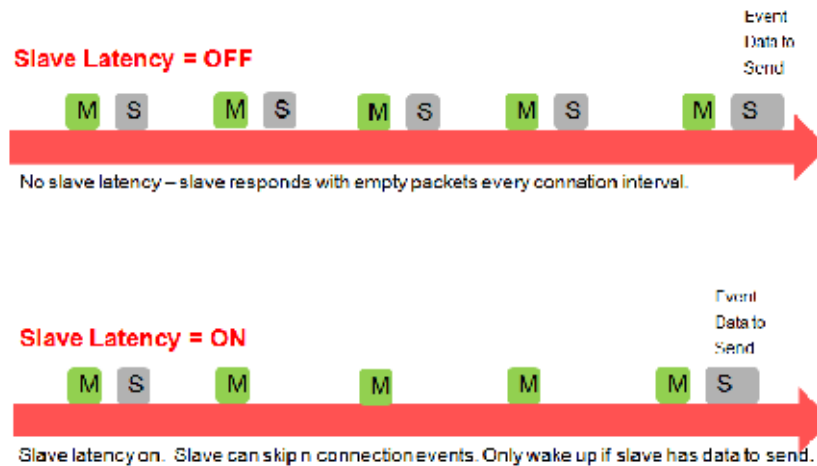 Event
Data to
Send
Slave Latency = OFF
M S M S M S M S M S
No slave latency – slave responds with empty packets every connation interval.
Event
Data to
Send
Slave Latency = ON
M S M M M M S
Slave latency on. Slave can skip n connection events. Only wake up if slave has data to send.